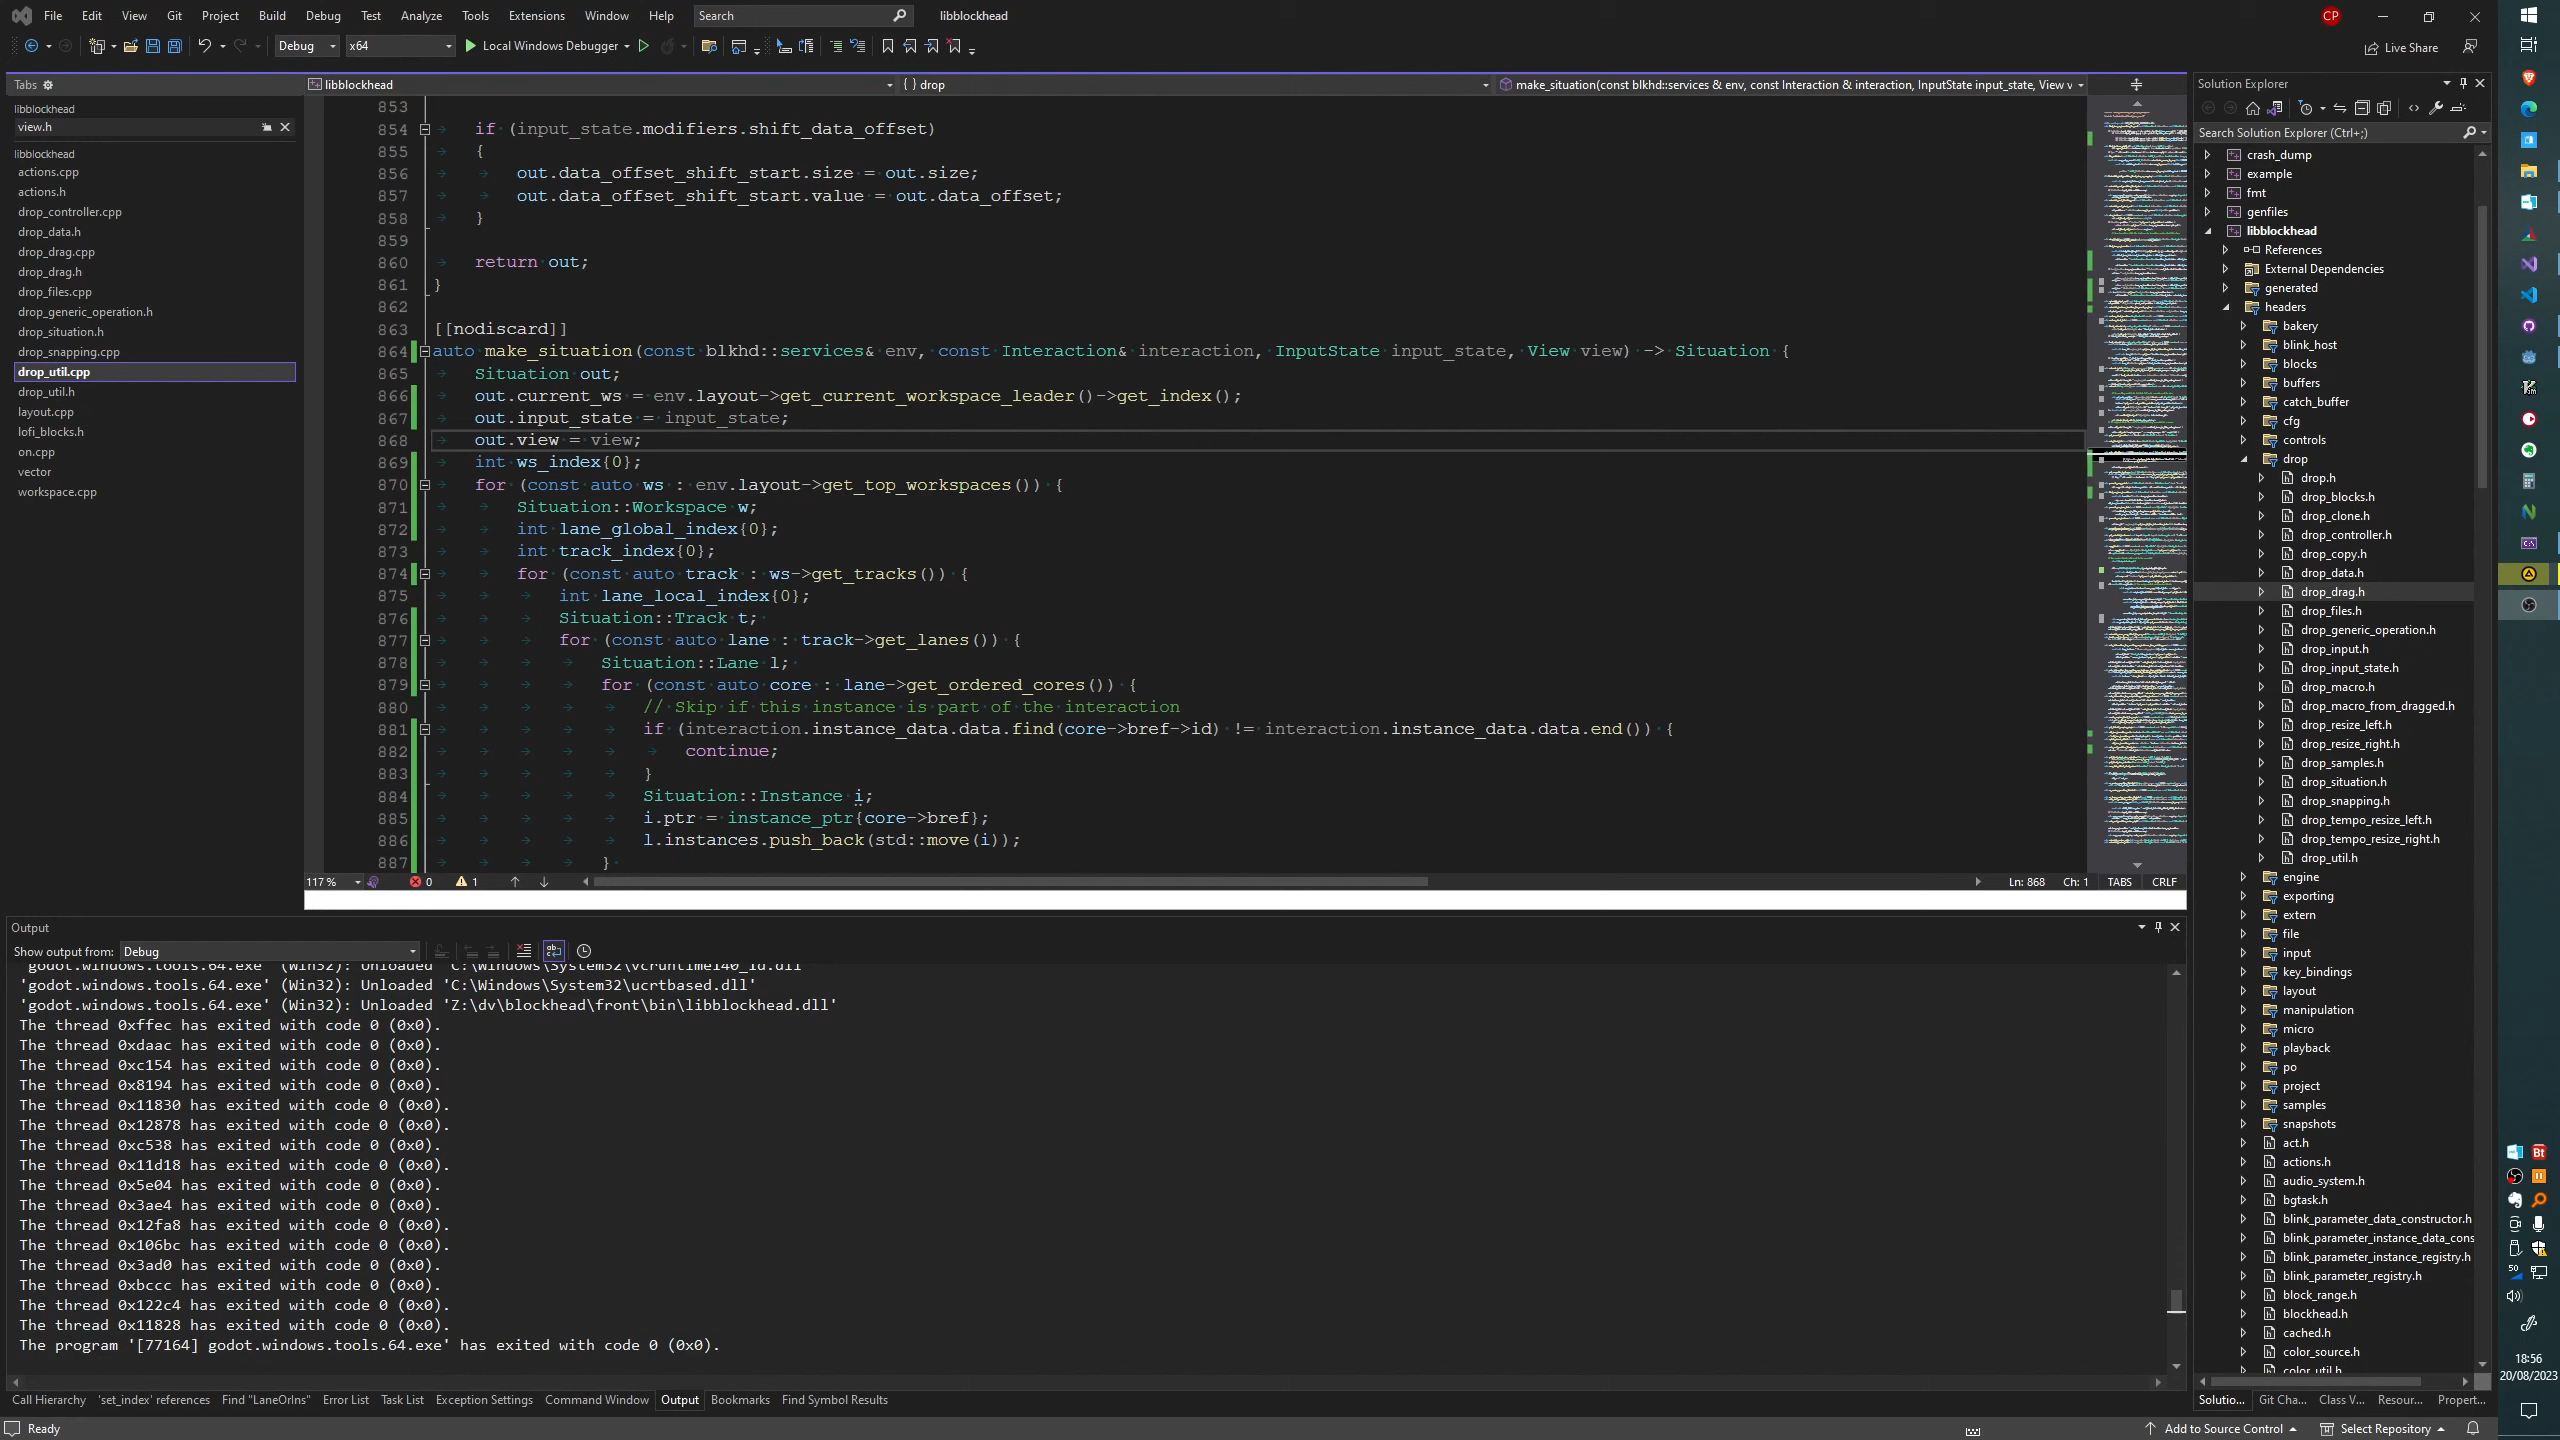 File Edit View Git Project Build Debug Test Analyze Tools Extensions Window Help Search libblockhead CP
Debug x64 Local Windows Debugger Live Share
Tabs
libblockhead { } drop make_situation(const blkhd::services & env, const Interaction & interaction, InputState input_state, View v
libblockhead
view.h
libblockhead
actions.cpp
actions.h
drop_controller.cpp
drop_data.h
drop_drag.cpp
drop_drag.h
drop_files.cpp
drop_generic_operation.h
drop_situation.h
drop_snapping.cpp
drop_util.cpp
drop_util.h
layout.cpp
lofi_blocks.h
on.cpp
vector
workspace.cpp
853
854 if (input_state.modifiers.shift_data_offset)
855 {
856 out.data_offset_shift_start.size = out.size;
857 out.data_offset_shift_start.value = out.data_offset;
858 }
859
860 return out;
861 }
862
863 [[nodiscard]]
864 auto make_situation(const blkhd::services& env, const Interaction& interaction, InputState input_state, View view) -> Situation {
865 Situation out;
866 out.current_ws = env.layout->get_current_workspace_leader()->get_index();
867 out.input_state = input_state;
868 out.view = view;
869 int ws_index{0};
870 for (const auto ws : env.layout->get_top_workspaces()) {
871 Situation::Workspace w;
872 int lane_global_index{0};
873 int track_index{0};
874 for (const auto track : ws->get_tracks()) {
875 int lane_local_index{0};
876 Situation::Track t;
877 for (const auto lane : track->get_lanes()) {
878 Situation::Lane l;
879 for (const auto core : lane->get_ordered_cores()) {
880 // Skip if this instance is part of the interaction
881 if (interaction.instance_data.data.find(core->bref->id) != interaction.instance_data.data.end()) {
882 continue;
883 }
884 Situation::Instance i;
885 i.ptr = instance_ptr{core->bref};
886 l.instances.push_back(std::move(i));
887 }
117 % 0 1 Ln: 868 Ch: 1 TABS CRLF
Output
Show output from: Debug
'godot.windows.tools.64.exe' (Win32): Unloaded 'C:\Windows\System32\vcruntime140_1d.dll'
'godot.windows.tools.64.exe' (Win32): Unloaded 'C:\Windows\System32\ucrtbased.dll'
'godot.windows.tools.64.exe' (Win32): Unloaded 'Z:\dv\blockhead\front\bin\libblockhead.dll'
The thread 0xffec has exited with code 0 (0x0).
The thread 0xdaac has exited with code 0 (0x0).
The thread 0xc154 has exited with code 0 (0x0).
The thread 0x8194 has exited with code 0 (0x0).
The thread 0x11830 has exited with code 0 (0x0).
The thread 0x12878 has exited with code 0 (0x0).
The thread 0xc538 has exited with code 0 (0x0).
The thread 0x11d18 has exited with code 0 (0x0).
The thread 0x5e04 has exited with code 0 (0x0).
The thread 0x3ae4 has exited with code 0 (0x0).
The thread 0x12fa8 has exited with code 0 (0x0).
The thread 0x106bc has exited with code 0 (0x0).
The thread 0x3ad0 has exited with code 0 (0x0).
The thread 0xbccc has exited with code 0 (0x0).
The thread 0x122c4 has exited with code 0 (0x0).
The thread 0x11828 has exited with code 0 (0x0).
The program '[77164] godot.windows.tools.64.exe' has exited with code 0 (0x0).
Call Hierarchy 'set_index' references Find "LaneOrIns" Error List Task List Exception Settings Command Window Output Bookmarks Find Symbol Results
Ready
Solution Explorer
Search Solution Explorer (Ctrl+;)
crash_dump
example
fmt
genfiles
libblockhead
References
External Dependencies
generated
headers
bakery
blink_host
blocks
buffers
catch_buffer
cfg
controls
drop
drop.h
drop_blocks.h
drop_clone.h
drop_controller.h
drop_copy.h
drop_data.h
drop_drag.h
drop_files.h
drop_generic_operation.h
drop_input.h
drop_input_state.h
drop_macro.h
drop_macro_from_dragged.h
drop_resize_left.h
drop_resize_right.h
drop_samples.h
drop_situation.h
drop_snapping.h
drop_tempo_resize_left.h
drop_tempo_resize_right.h
drop_util.h
engine
exporting
extern
file
input
key_bindings
layout
manipulation
micro
playback
po
project
samples
snapshots
act.h
actions.h
audio_system.h
bgtask.h
blink_parameter_data_constructor.h
blink_parameter_instance_data_cons
blink_parameter_instance_registry.h
blink_parameter_registry.h
block_range.h
blockhead.h
cached.h
color_source.h
color_util.h
Solutio... Git Cha... Class V... Resour... Propert...
Add to Source Control Select Repository
Bt
50
18:56
20/08/2023